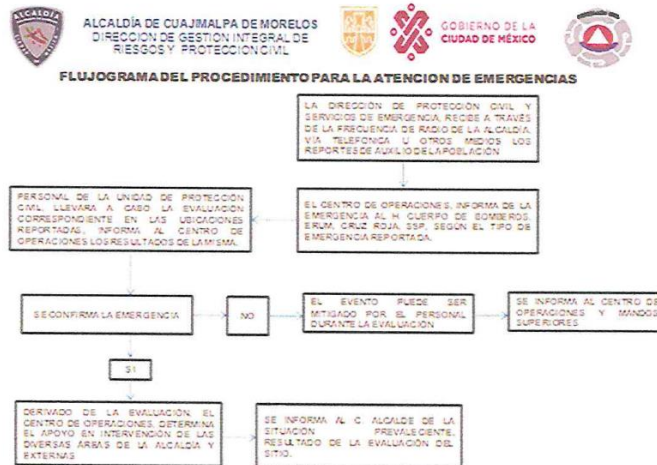 ALCALDÍA
ALCALDÍA DE CUAJIMALPA DE MORELOS
DIRECCIÓN DE GESTION INTEGRAL DE
RIESGOS Y PROTECCION CIVIL
GOBIERNO DE LA
CIUDAD DE MÉXICO
FLUJOGRAMA DEL PROCEDIMIENTO PARA LA ATENCION DE EMERGENCIAS
LA DIRECCIÓN DE PROTECCIÓN CIVIL Y
SERVICIOS DE EMERGENCIA, RECIBE A TRAVÉS
DE LA FRECUENCIA DE RADIO DE LA ALCALDÍA,
VÍA TELEFONICA U OTROS MEDIOS LOS
REPORTES DE AUXILIO DE LA POBLACIÓN
PERSONAL DE LA UNIDAD DE PROTECCIÓN
CIVIL, LLEVARA A CABO LA EVALUACIÓN
CORRESPONDIENTE EN LAS UBICACIONES
REPORTADAS, INFORMA AL CENTRO DE
OPERACIONES LOS RESULTADOS DE LA MISMA.
EL CENTRO DE OPERACIONES, INFORMA DE LA
EMERGENCIA AL H. CUERPO DE BOMBEROS,
ERUM, CRUZ ROJA, SSP, SEGÚN EL TIPO DE
EMERGENCIA REPORTADA.
SE CONFIRMA LA EMERGENCIA
NO
EL EVENTO PUEDE SER
MITIGADO POR EL PERSONAL
DURANTE LA EVALUACIÓN
SE INFORMA AL CENTRO DE
OPERACIONES Y MANDOS
SUPERIORES
SI
DERIVADO DE LA EVALUACIÓN, EL
CENTRO DE OPERACIONES, DETERMINA
EL APOYO EN INTERVENCIÓN DE LAS
DIVERSAS ÁREAS DE LA ALCALDÍA Y
EXTERNAS
SE INFORMA AL C. ALCALDE DE LA
SITUACIÓN PREVALECIENTE,
RESULTADO DE LA EVALUACIÓN DEL
SITIO.